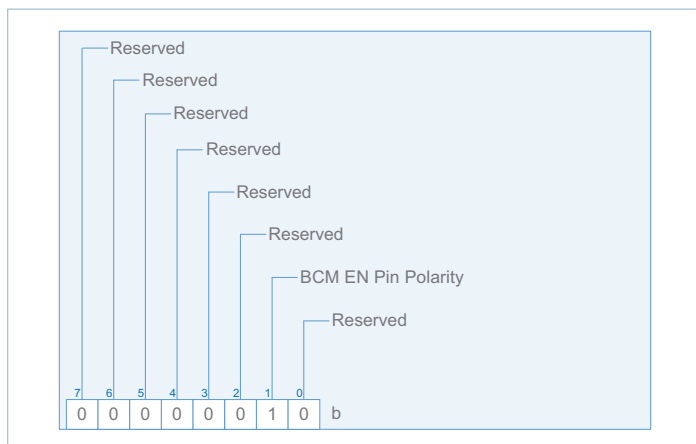 Reserved
Reserved
Reserved
Reserved
Reserved
Reserved
BCM EN Pin Polarity
Reserved
7 6 5 4 3 2 1 0
0 0 0 0 0 0 1 0 b